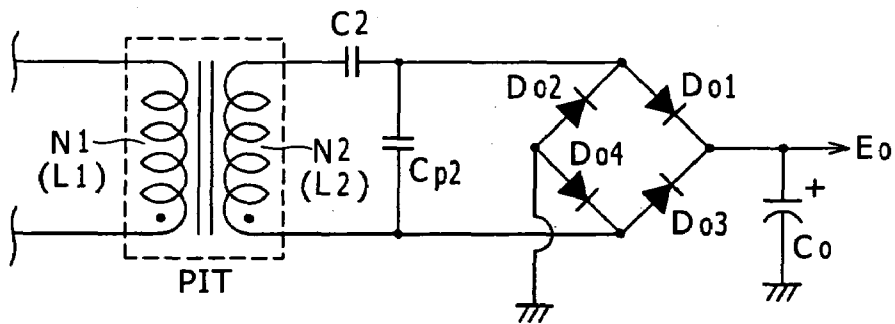 C2
Do2
Do1
N1
(L1)
N2
(L2)
Cp2
Do4
Do3
Eo
+
Co
PIT